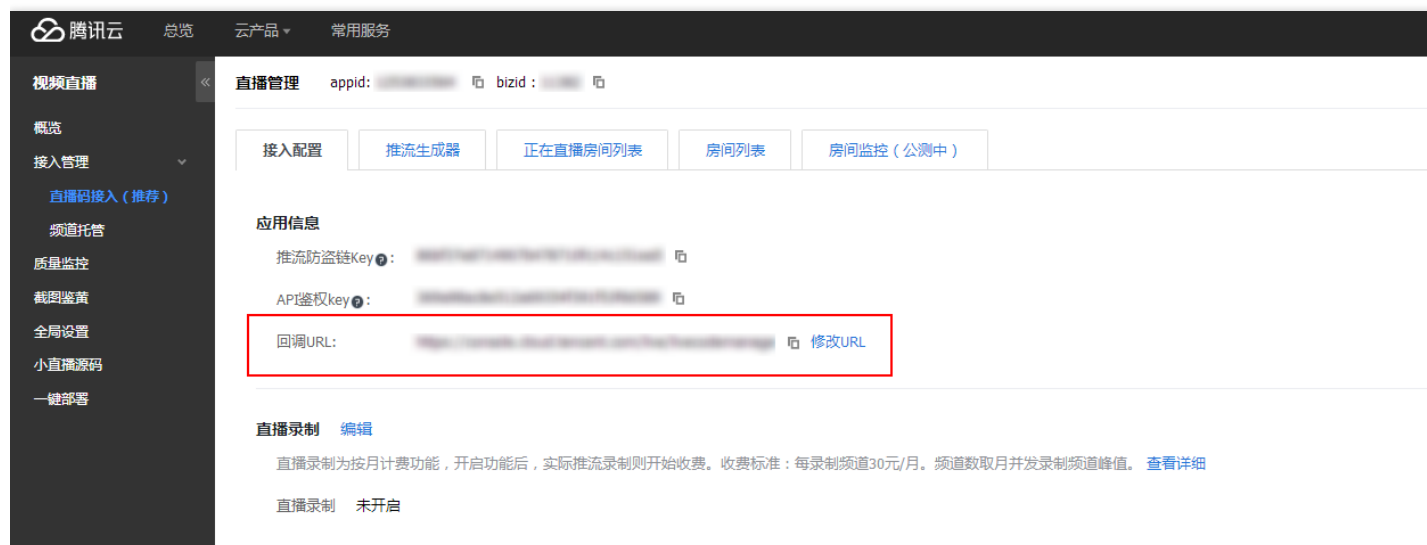 腾讯云 总览 云产品 常用服务
视频直播 «
概览
接入管理
直播码接入（推荐）
频道托管
质量监控
截图鉴黄
全局设置
小直播源码
一键部署
直播管理 appid: bizid：
接入配置 推流生成器 正在直播房间列表 房间列表 房间监控（公测中）
应用信息
推流防盗链Key?:
API鉴权key?:
回调URL: 修改URL
直播录制 编辑
直播录制为按月计费功能，开启功能后，实际推流录制则开始收费。收费标准：每录制频道30元/月。频道数取月并发录制频道峰值。 查看详细
直播录制 未开启